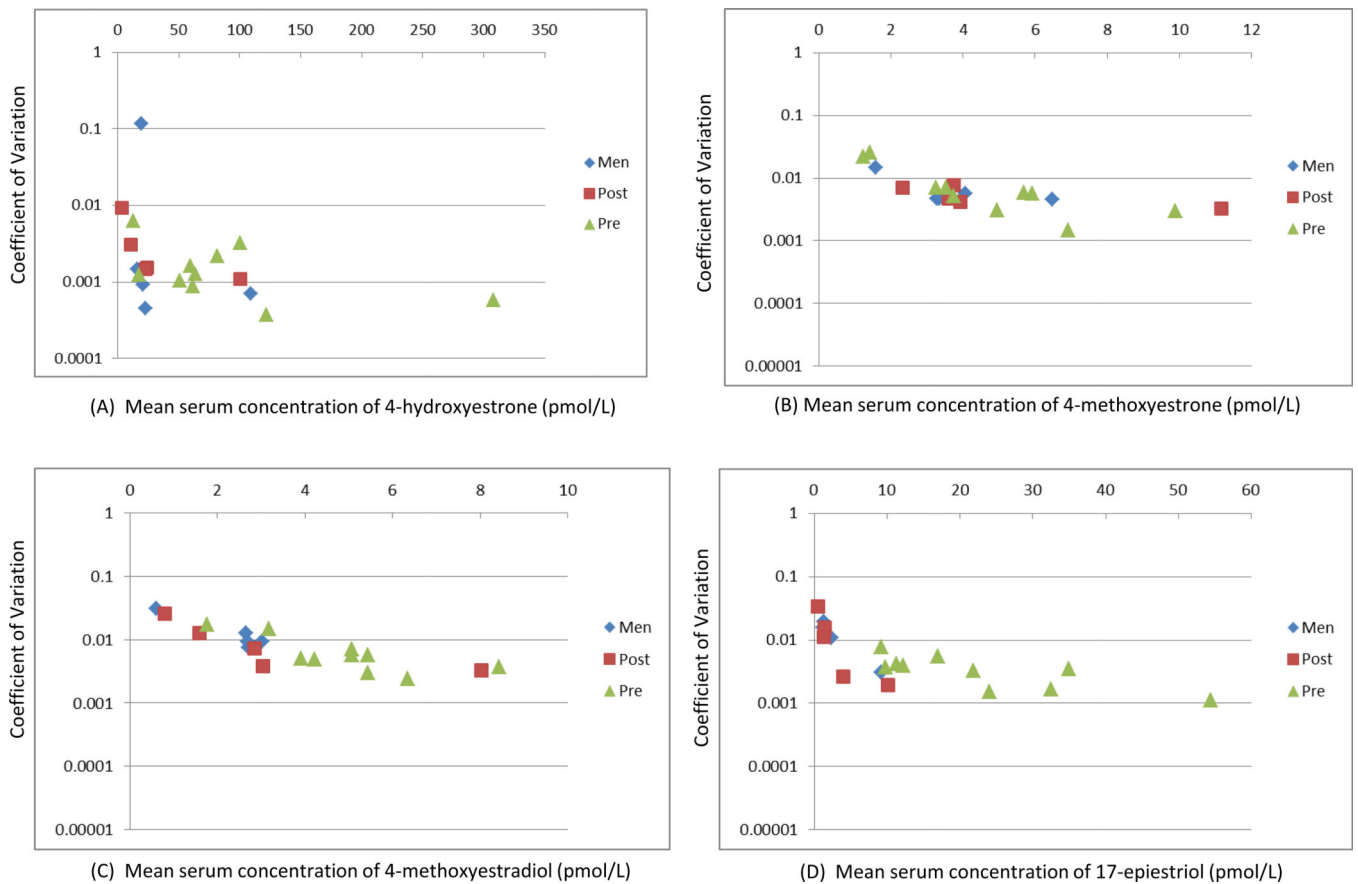 0 50 100 150 200 250 300 350
1
0.1
0.01
0.001
0.0001
Coefficient of Variation
Men
Post
Pre
(A) Mean serum concentration of 4-hydroxyestrone (pmol/L)
0 2 4 6 8 10 12
1
0.1
0.01
0.001
0.0001
0.00001
Coefficient of Variation
Men
Post
Pre
(B) Mean serum concentration of 4-methoxyestrone (pmol/L)
0 2 4 6 8 10
1
0.1
0.01
0.001
0.0001
0.00001
Coefficient of Variation
Men
Post
Pre
(C) Mean serum concentration of 4-methoxyestradiol (pmol/L)
0 10 20 30 40 50 60
1
0.1
0.01
0.001
0.0001
0.00001
Coefficient of Variation
Men
Post
Pre
(D) Mean serum concentration of 17-epiestriol (pmol/L)